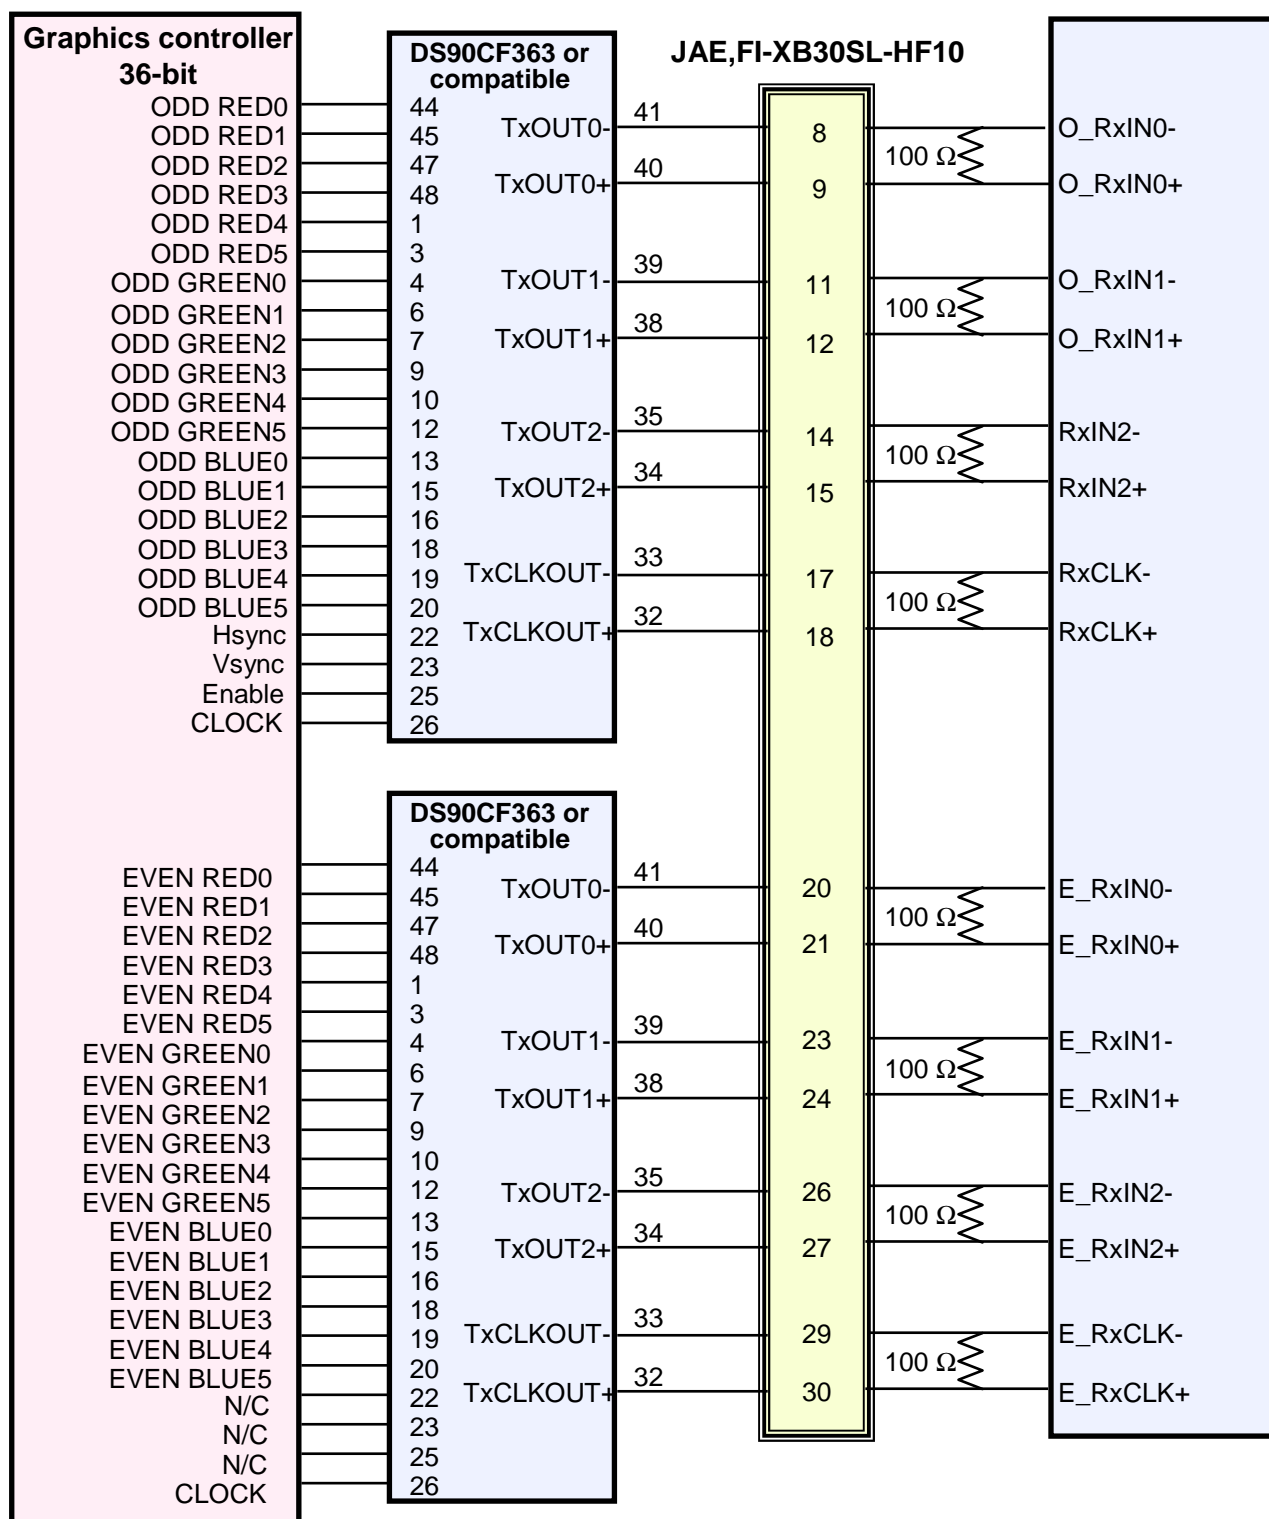 Graphics controller
36-bit
ODD RED0
ODD RED1
ODD RED2
ODD RED3
ODD RED4
ODD RED5
ODD GREEN0
ODD GREEN1
ODD GREEN2
ODD GREEN3
ODD GREEN4
ODD GREEN5
ODD BLUE0
ODD BLUE1
ODD BLUE2
ODD BLUE3
ODD BLUE4
ODD BLUE5
Hsync
Vsync
Enable
CLOCK
EVEN RED0
EVEN RED1
EVEN RED2
EVEN RED3
EVEN RED4
EVEN RED5
EVEN GREEN0
EVEN GREEN1
EVEN GREEN2
EVEN GREEN3
EVEN GREEN4
EVEN GREEN5
EVEN BLUE0
EVEN BLUE1
EVEN BLUE2
EVEN BLUE3
EVEN BLUE4
EVEN BLUE5
N/C
N/C
N/C
CLOCK
DS90CF363 or
compatible
44
45
47
48
1
3
4
6
7
9
10
12
13
15
16
18
19
20
22
23
25
26
TxOUT0-
TxOUT0+
TxOUT1-
TxOUT1+
TxOUT2-
TxOUT2+
TxCLKOUT-
TxCLKOUT+
41
40
39
38
35
34
33
32
DS90CF363 or
compatible
44
45
47
48
1
3
4
6
7
9
10
12
13
15
16
18
19
20
22
23
25
26
TxOUT0-
TxOUT0+
TxOUT1-
TxOUT1+
TxOUT2-
TxOUT2+
TxCLKOUT-
TxCLKOUT+
41
40
39
38
35
34
33
32
JAE,FI-XB30SL-HF10
8
9
11
12
14
15
17
18
20
21
23
24
26
27
29
30
100 Ω
100 Ω
100 Ω
100 Ω
100 Ω
100 Ω
100 Ω
100 Ω
O_RxIN0-
O_RxIN0+
O_RxIN1-
O_RxIN1+
RxIN2-
RxIN2+
RxCLK-
RxCLK+
E_RxIN0-
E_RxIN0+
E_RxIN1-
E_RxIN1+
E_RxIN2-
E_RxIN2+
E_RxCLK-
E_RxCLK+